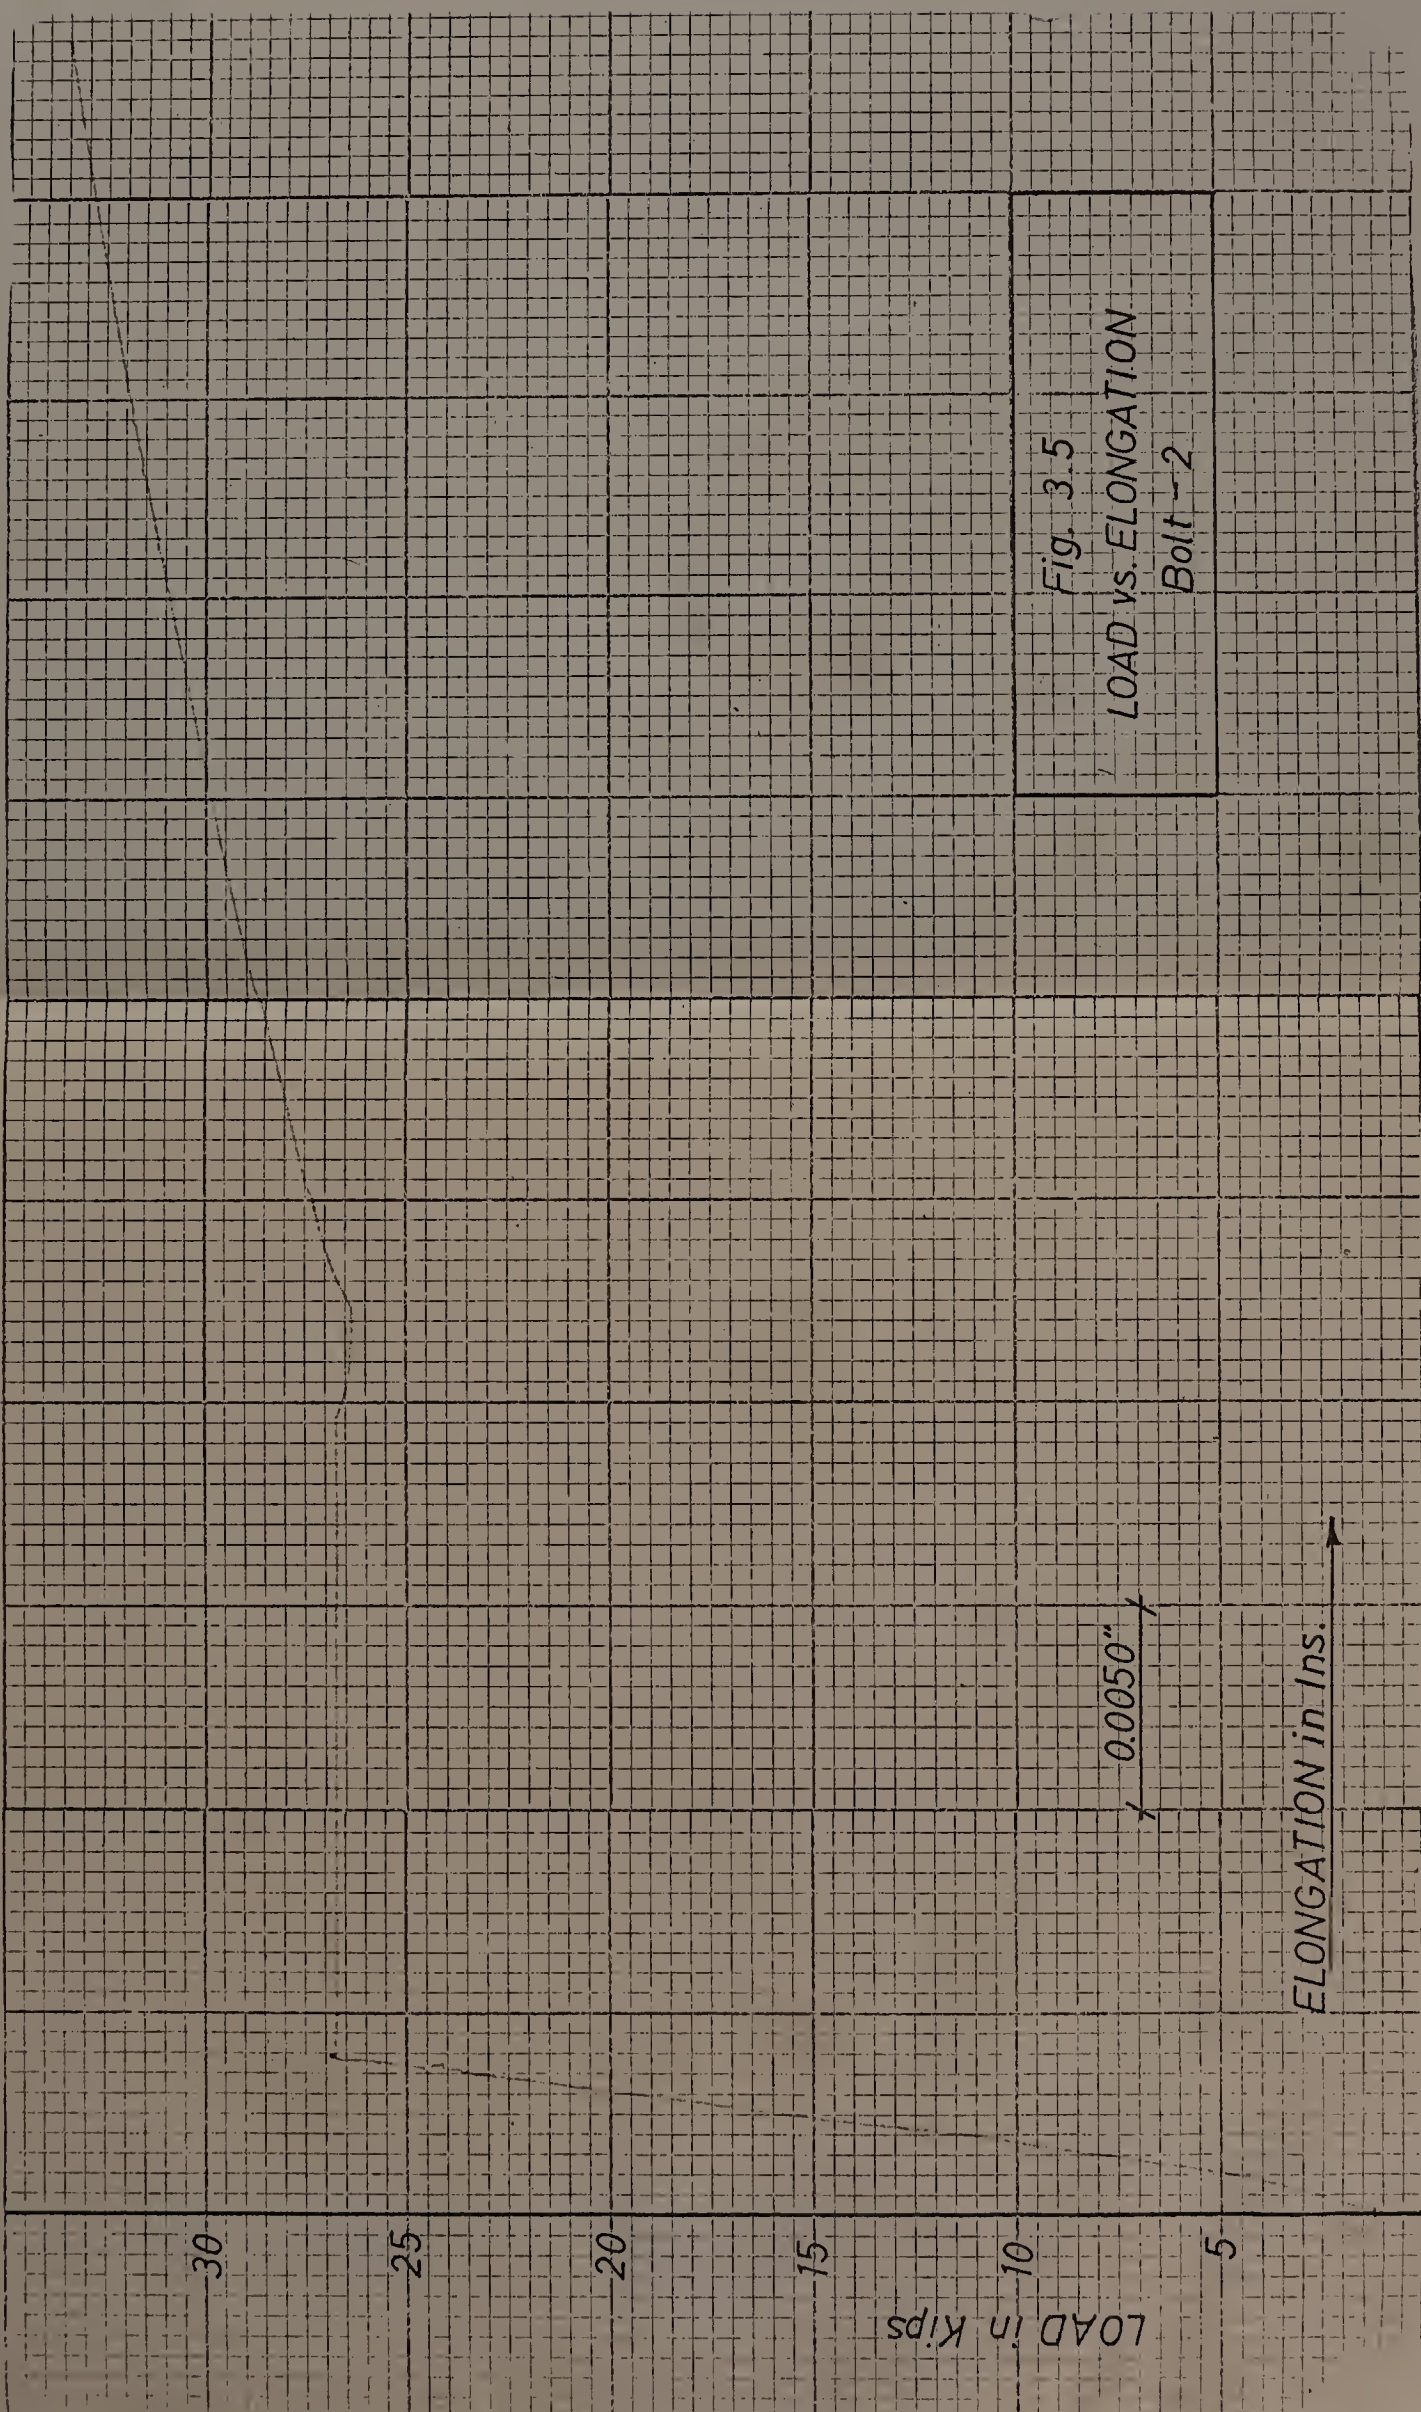 30
25
20
15
10
5
LOAD in Kips
0.0050"
ELONGATION in Ins.
Fig. 3.5
LOAD vs. ELONGATION
Bolt - 2